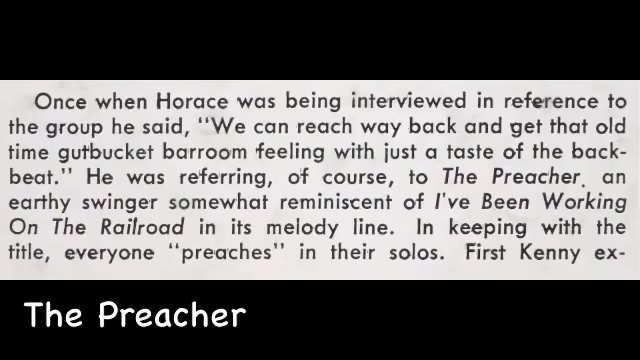 Once when Horace was being interviewed in reference to
the group he said, "We can reach way back and get that old
time gutbucket barroom feeling with just a taste of the back-
beat." He was referring, of course, to The Preacher, an
earthy swinger somewhat reminiscent of I've Been Working
On The Railroad in its melody line. In keeping with the
title, everyone "preaches" in their solos. First Kenny ex-
The Preacher